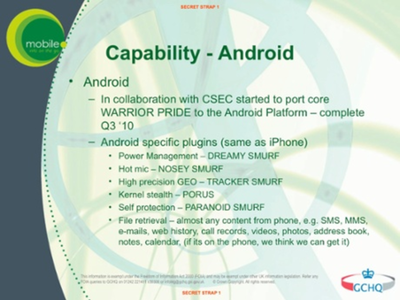 SECRET STRAP 1
mobile
Capability - Android
• Android
– In collaboration with CSEC started to port core
WARRIOR PRIDE to the Android Platform – complete
Q3 '10
– Android specific plugins (same as iPhone)
• Power Management – DREAMY SMURF
• Hot mic – NOSEY SMURF
• High precision GEO – TRACKER SMURF
• Kernel stealth – PORUS
• Self protection – PARANOID SMURF
• File retrieval – almost any content from phone, e.g. SMS, MMS,
e-mails, web history, call records, videos, photos, address book,
notes, calendar, (if its on the phone, we think we can get it)
GCHQ
SECRET STRAP 1